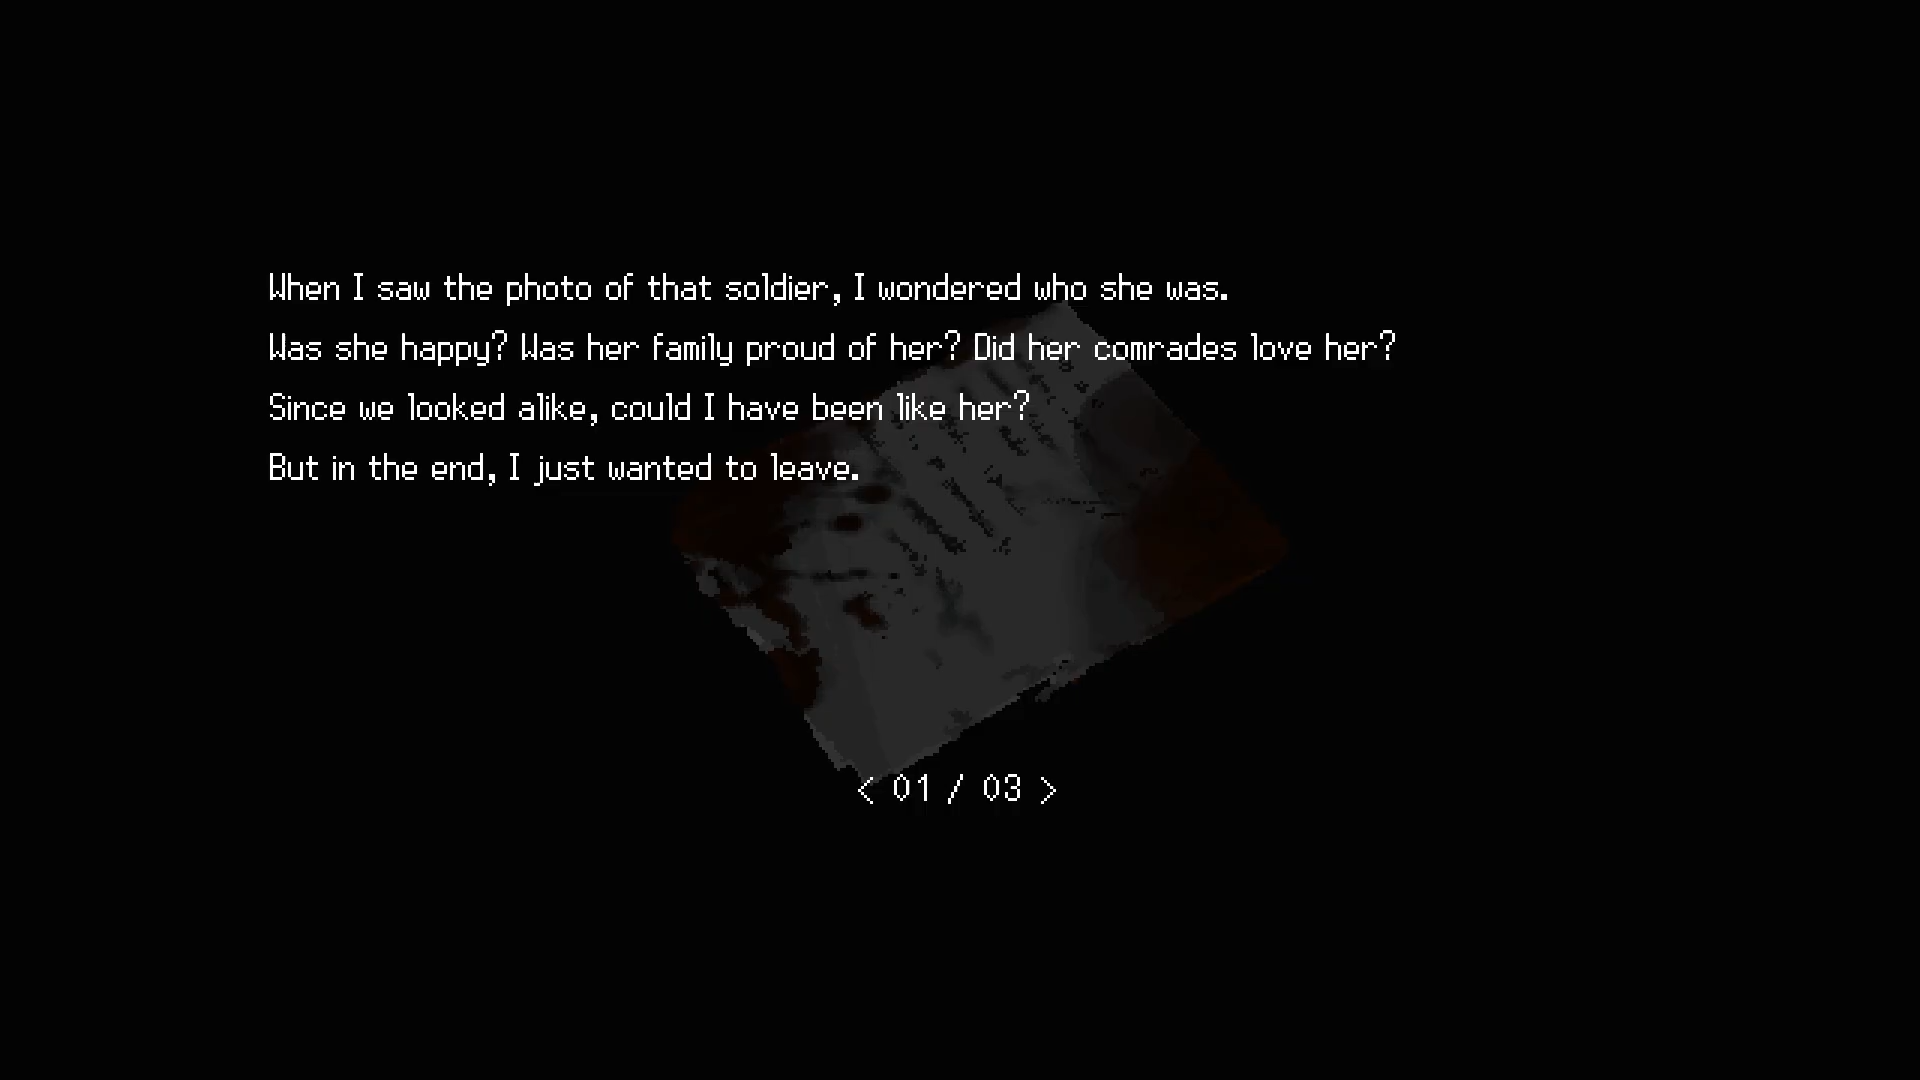 When I saw the photo of that soldier, I wondered who she was.
Was she happy? Was her family proud of her? Did her comrades love her?
Since we looked alike, could I have been like her?
But in the end, I just wanted to leave.
< 01 / 03 >